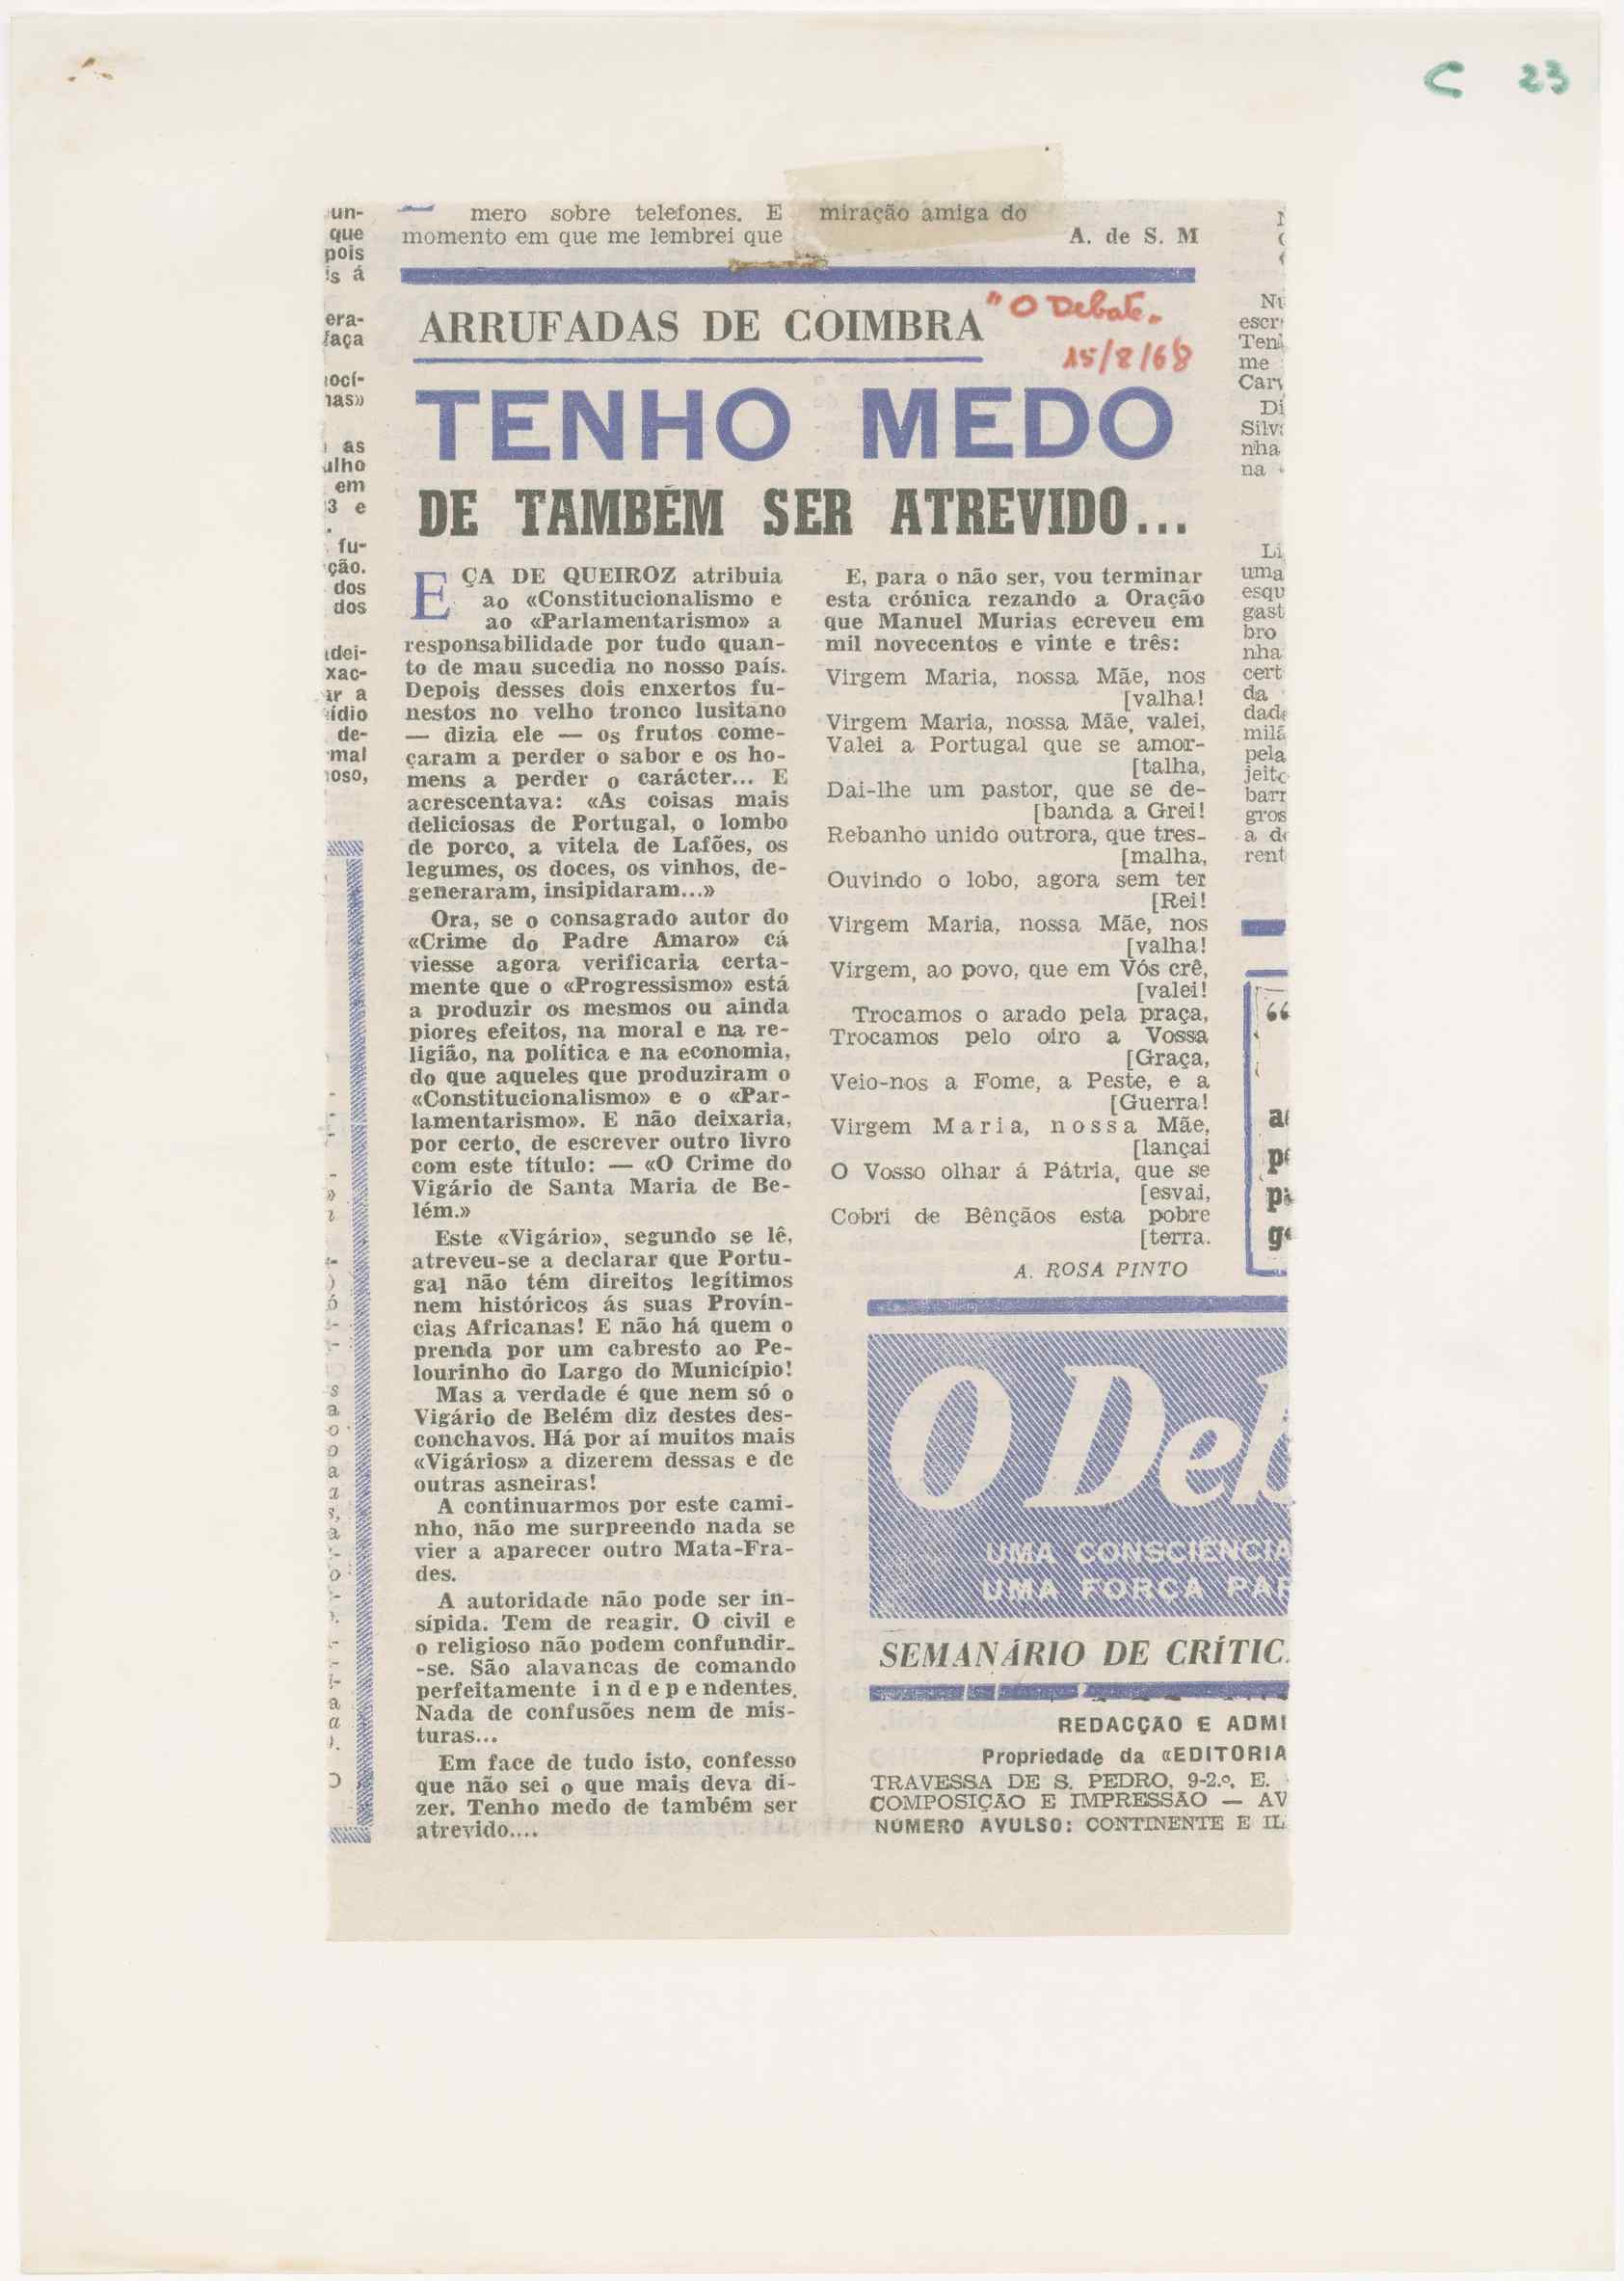 C 23
mero sobre telefones. E
momento em que me lembrei que
miração amiga do
A. de S. M
ARRUFADAS DE COIMBRA
"O Debate"
15/8/68
TENHO MEDO
DE TAMBÉM SER ATREVIDO...
EÇA DE QUEIROZ atribuia
ao «Constitucionalismo e
ao «Parlamentarismo» a
responsabilidade por tudo quan-
to de mau sucedia no nosso país.
Depois desses dois enxertos fu-
nestos no velho tronco lusitano
— dizia ele — os frutos come-
çaram a perder o sabor e os ho-
mens a perder o carácter... E
acrescentava: «As coisas mais
deliciosas de Portugal, o lombo
de porco, a vitela de Lafões, os
legumes, os doces, os vinhos, de-
generaram, insipidaram...»
Ora, se o consagrado autor do
«Crime do Padre Amaro» cá
viesse agora verificaria certa-
mente que o «Progressismo» está
a produzir os mesmos ou ainda
piores efeitos, na moral e na re-
ligião, na política e na economia,
do que aqueles que produziram o
«Constitucionalismo» e o «Par-
lamentarismo». E não deixaria,
por certo, de escrever outro livro
com este título: — «O Crime do
Vigário de Santa Maria de Be-
lém.»
Este «Vigário», segundo se lê,
atreveu-se a declarar que Portu-
gal não tém direitos legítimos
nem históricos ás suas Provín-
cias Africanas! E não há quem o
prenda por um cabresto ao Pe-
lourinho do Largo do Município!
Mas a verdade é que nem só o
Vigário de Belém diz destes des-
conchavos. Há por aí muitos mais
«Vigários» a dizerem dessas e de
outras asneiras!
A continuarmos por este cami-
nho, não me surpreendo nada se
vier a aparecer outro Mata-Fra-
des.
A autoridade não pode ser in-
sípida. Tem de reagir. O civil e
o religioso não podem confundir-
-se. São alavancas de comando
perfeitamente independentes.
Nada de confusões nem de mis-
turas...
Em face de tudo isto, confesso
que não sei o que mais deva di-
zer. Tenho medo de também ser
atrevido....
E, para o não ser, vou terminar
esta crónica rezando a Oração
que Manuel Murias ecreveu em
mil novecentos e vinte e três:
Virgem Maria, nossa Mãe, nos
[valha!
Virgem Maria, nossa Mãe, valei,
Valei a Portugal que se amor-
[talha,
Dai-lhe um pastor, que se de-
[banda a Grei!
Rebanho unido outrora, que tres-
[malha,
Ouvindo o lobo, agora sem ter
[Rei!
Virgem Maria, nossa Mãe, nos
[valha!
Virgem, ao povo, que em Vós crê,
[valei!
Trocamos o arado pela praça,
Trocamos pelo oiro a Vossa
[Graça,
Veio-nos a Fome, a Peste, e a
[Guerra!
Virgem Maria, nossa Mãe,
[lançai
O Vosso olhar á Pátria, que se
[esvai,
Cobri de Bênçãos esta pobre
[terra.
A. ROSA PINTO
O Deb
UMA CONSCIÊNCIA
UMA FORÇA PAR
SEMANÁRIO DE CRÍTIC
REDACÇÃO E ADMI
Propriedade da «EDITORIA
TRAVESSA DE S. PEDRO, 9-2.º, E.
COMPOSIÇÃO E IMPRESSÃO — AV
NÚMERO AVULSO: CONTINENTE E IL